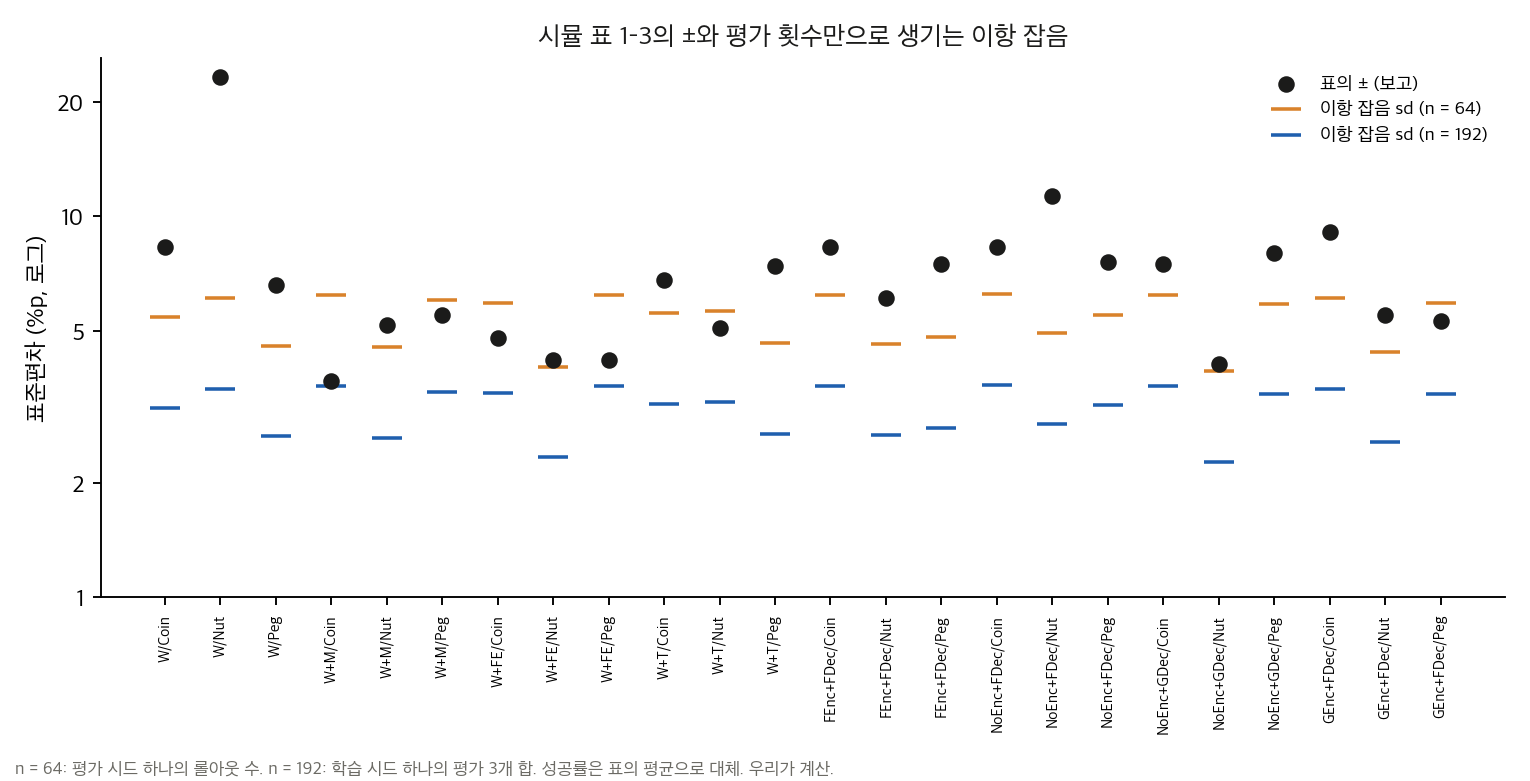 시뮬 표 1-3의 ±와 평가 횟수만으로 생기는 이항 잡음
표의 ± (보고)
이항 잡음 sd (n = 64)
이항 잡음 sd (n = 192)
표준편차 (%p, 로그)
20
10
5
2
1
W/Coin
W/Nut
W/Peg
W+M/Coin
W+M/Nut
W+M/Peg
W+FE/Coin
W+FE/Nut
W+FE/Peg
W+T/Coin
W+T/Nut
W+T/Peg
FEnc+FDec/Coin
FEnc+FDec/Nut
FEnc+FDec/Peg
NoEnc+FDec/Coin
NoEnc+FDec/Nut
NoEnc+FDec/Peg
NoEnc+GDec/Coin
NoEnc+GDec/Nut
NoEnc+GDec/Peg
GEnc+FDec/Coin
GEnc+FDec/Nut
GEnc+FDec/Peg
n = 64: 평가 시드 하나의 롤아웃 수. n = 192: 학습 시드 하나의 평가 3개 합. 성공률은 표의 평균으로 대체. 우리가 계산.